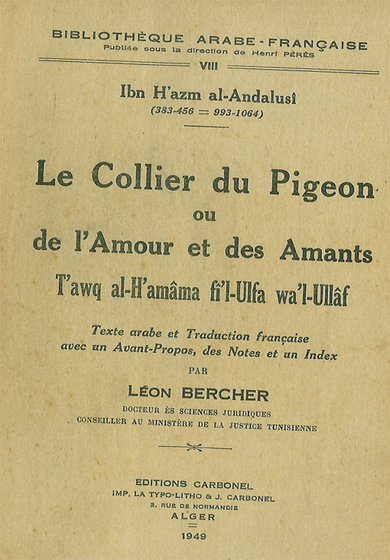 BIBLIOTHÈQUE ARABE-FRANÇAISE
Publiée sous la direction de Henri PÉRÈS
VIII
Ibn H'azm al-Andalusî
(383-456 = 993-1064)
Le Collier du Pigeon
ou
de l'Amour et des Amants
T'awq al-H'amâma fî'l-Ulfa wa'l-Ullâf
Texte arabe et Traduction française
avec un Avant-Propos, des Notes et un Index
PAR
LÉON BERCHER
DOCTEUR ÈS SCIENCES JURIDIQUES
CONSEILLER AU MINISTÈRE DE LA JUSTICE TUNISIENNE
EDITIONS CARBONEL
IMP. LA TYPO-LITHO & J. CARBONEL
2, RUE DE NORMANDIE
ALGER
1949